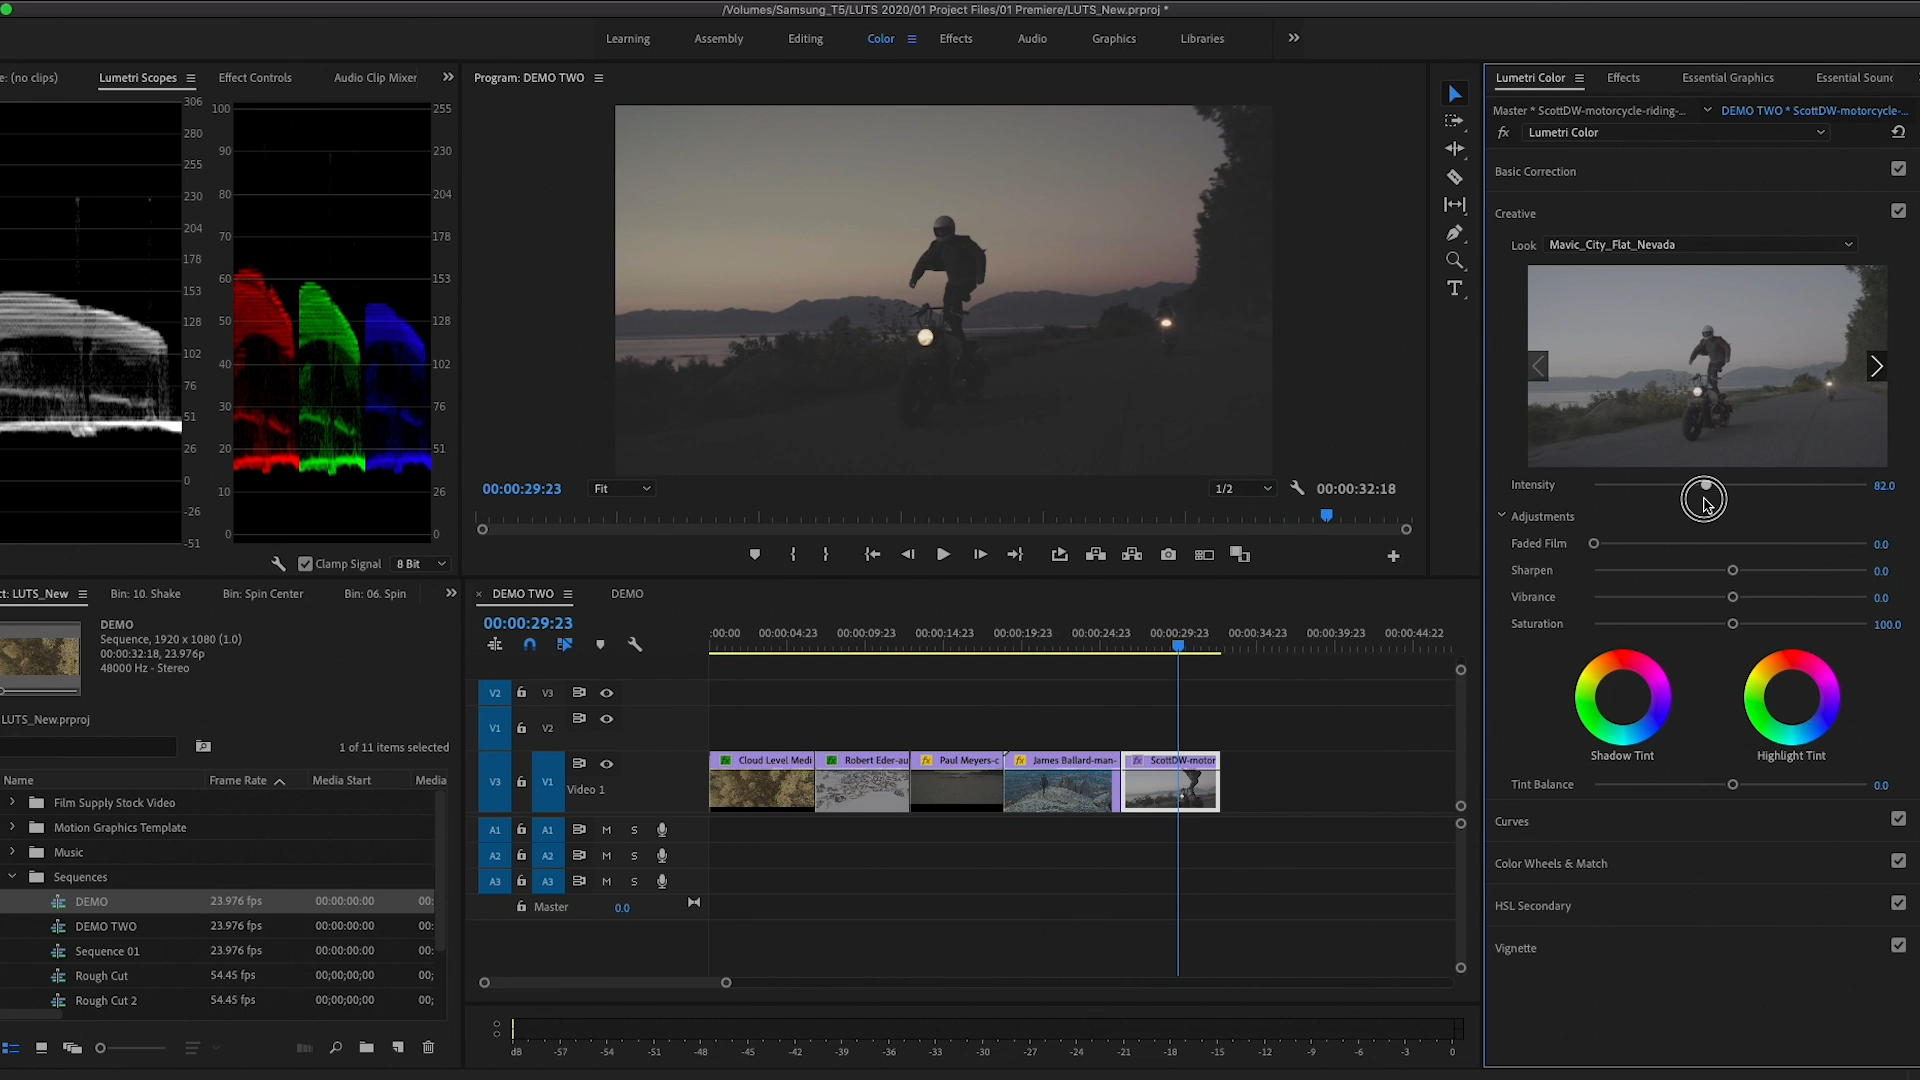 /Volumes/Samsung_T5/LUTS 2020/01 Project Files/01 Premiere/LUTS_New.prproj *
Learning Assembly Editing Color Effects Audio Graphics Libraries
e: (no clips) Lumetri Scopes Effect Controls Audio Clip Mixer
Program: DEMO TWO
Lumetri Color Effects Essential Graphics Essential Sound
Master * ScottDW-motorcycle-riding-... DEMO TWO * ScottDW-motorcycle-...
fx Lumetri Color
Basic Correction
Creative
Look Mavic_City_Flat_Nevada
Intensity 82.0
Adjustments
Faded Film 0.0
Sharpen 0.0
Vibrance 0.0
Saturation 100.0
Shadow Tint Highlight Tint
Tint Balance 0.0
Curves
Color Wheels & Match
HSL Secondary
Vignette
306 100 255
280
255 90 230
230 80 204
204 70 178
178
153 60 153
128 50 128
102 40 102
76 30 76
51
26 20 51
0 10 26
-26
-51 0 0
Clamp Signal 8 Bit
00:00:29:23 Fit 1/2 00:00:32:18
ct: LUTS_New Bin: 10. Shake Bin: Spin Center Bin: 06. Spin
DEMO
Sequence, 1920 x 1080 (1.0)
00:00:32:18, 23.976p
48000 Hz - Stereo
LUTS_New.prproj
1 of 11 items selected
Name Frame Rate Media Start Media
Film Supply Stock Video
Motion Graphics Template
Music
Sequences
DEMO 23.976 fps 00:00:00:00 00:
DEMO TWO 23.976 fps 00:00:00:00 00:
Sequence 01 23.976 fps 00:00:00:00 00:
Rough Cut 54.45 fps 00;00;00;00 00;
Rough Cut 2 54.45 fps 00;00;00;00 00;
× DEMO TWO DEMO
00:00:29:23
:00:00 00:00:04:23 00:00:09:23 00:00:14:23 00:00:19:23 00:00:24:23 00:00:29:23 00:00:34:23 00:00:39:23 00:00:44:22
V2 V3
V1 V2
V3 V1 Video 1
fx Cloud Level Medi fx Robert Eder-au fx Paul Meyers-c fx James Ballard-man- fx ScottDW-motor
A1 A1 M S
A2 A2 M S
A3 A3 M S
Master 0.0
dB -57 -54 -51 -48 -45 -42 -39 -36 -33 -30 -27 -24 -21 -18 -15 -12 -9 -6 -3 0